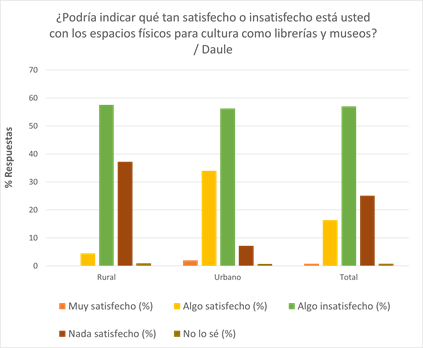 ¿Podría indicar qué tan satisfecho o insatisfecho está usted
con los espacios físicos para cultura como librerías y museos?
/ Daule
70
60
50
40
30
20
10
0
% Respuestas
Rural
Urbano
Total
Muy satisfecho (%)
Algo satisfecho (%)
Algo insatisfecho (%)
Nada satisfecho (%)
No lo sé (%)